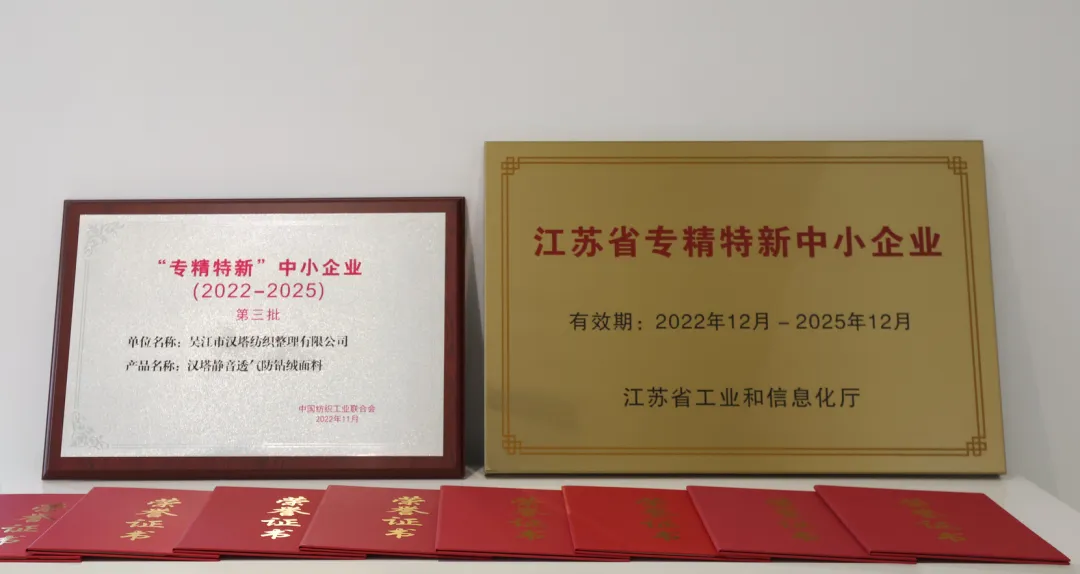 “专精特新”中小企业
(2022-2025)
第三批
单位名称：吴江市汉塔纺织整理有限公司
产品名称：汉塔静音透气防钻绒面料
中国纺织工业联合会
2022年11月
江苏省专精特新中小企业
有效期：2022年12月－2025年12月
江苏省工业和信息化厅
荣誉证书
荣誉证书
荣誉证书
荣誉证书
荣誉证书
荣誉证书
荣誉证书
荣誉证书